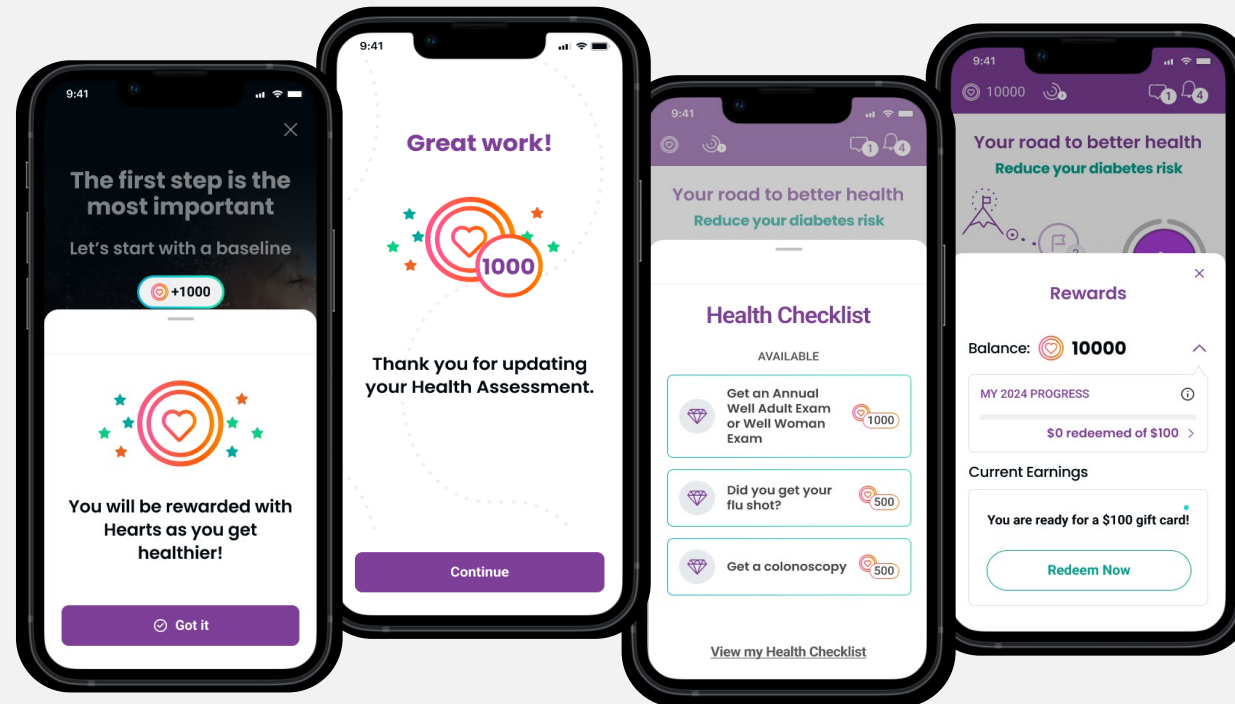 9:41
The first step is the
most important
Let's start with a baseline
+1000
You will be rewarded with
Hearts as you get
healthier!
Got it
9:41
Great work!
1000
Thank you for updating
your Health Assessment.
Continue
9:41
1
4
Your road to better health
Reduce your diabetes risk
Health Checklist
AVAILABLE
Get an Annual
Well Adult Exam
or Well Woman
Exam
1000
Did you get your
flu shot?
500
Get a colonoscopy
500
View my Health Checklist
9:41
10000
1
4
Your road to better health
Reduce your diabetes risk
Rewards
Balance: 10000
MY 2024 PROGRESS
$0 redeemed of $100 >
Current Earnings
You are ready for a $100 gift card!
Redeem Now